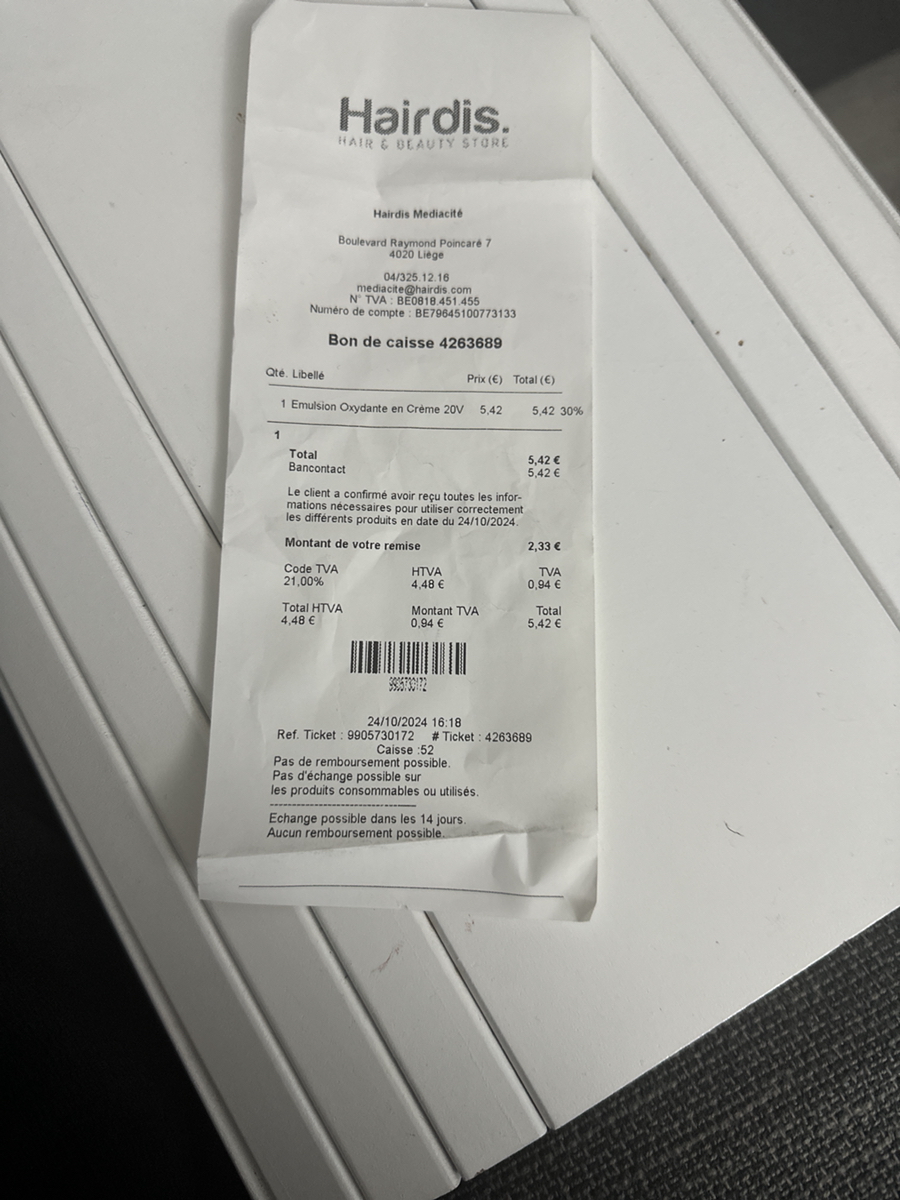 Hairdis.
HAIR & BEAUTY STORE
Hairdis Mediacité
Boulevard Raymond Poincaré 7
4020 Liège
04/325.12.16
mediacite@hairdis.com
N° TVA : BE0818.451.455
Numéro de compte : BE79645100773133
Bon de caisse 4263689
Qté. Libellé Prix (€) Total (€)
1 Emulsion Oxydante en Crème 20V 5,42 5,42 30%
1
Total 5,42 €
Bancontact 5,42 €
Le client a confirmé avoir reçu toutes les infor-
mations nécessaires pour utiliser correctement
les différents produits en date du 24/10/2024.
Montant de votre remise 2,33 €
Code TVA HTVA TVA
21,00% 4,48 € 0,94 €
Total HTVA Montant TVA Total
4,48 € 0,94 € 5,42 €
9905730172
24/10/2024 16:18
Ref. Ticket : 9905730172 # Ticket : 4263689
Caisse :52
Pas de remboursement possible.
Pas d'échange possible sur
les produits consommables ou utilisés.
Echange possible dans les 14 jours.
Aucun remboursement possible.